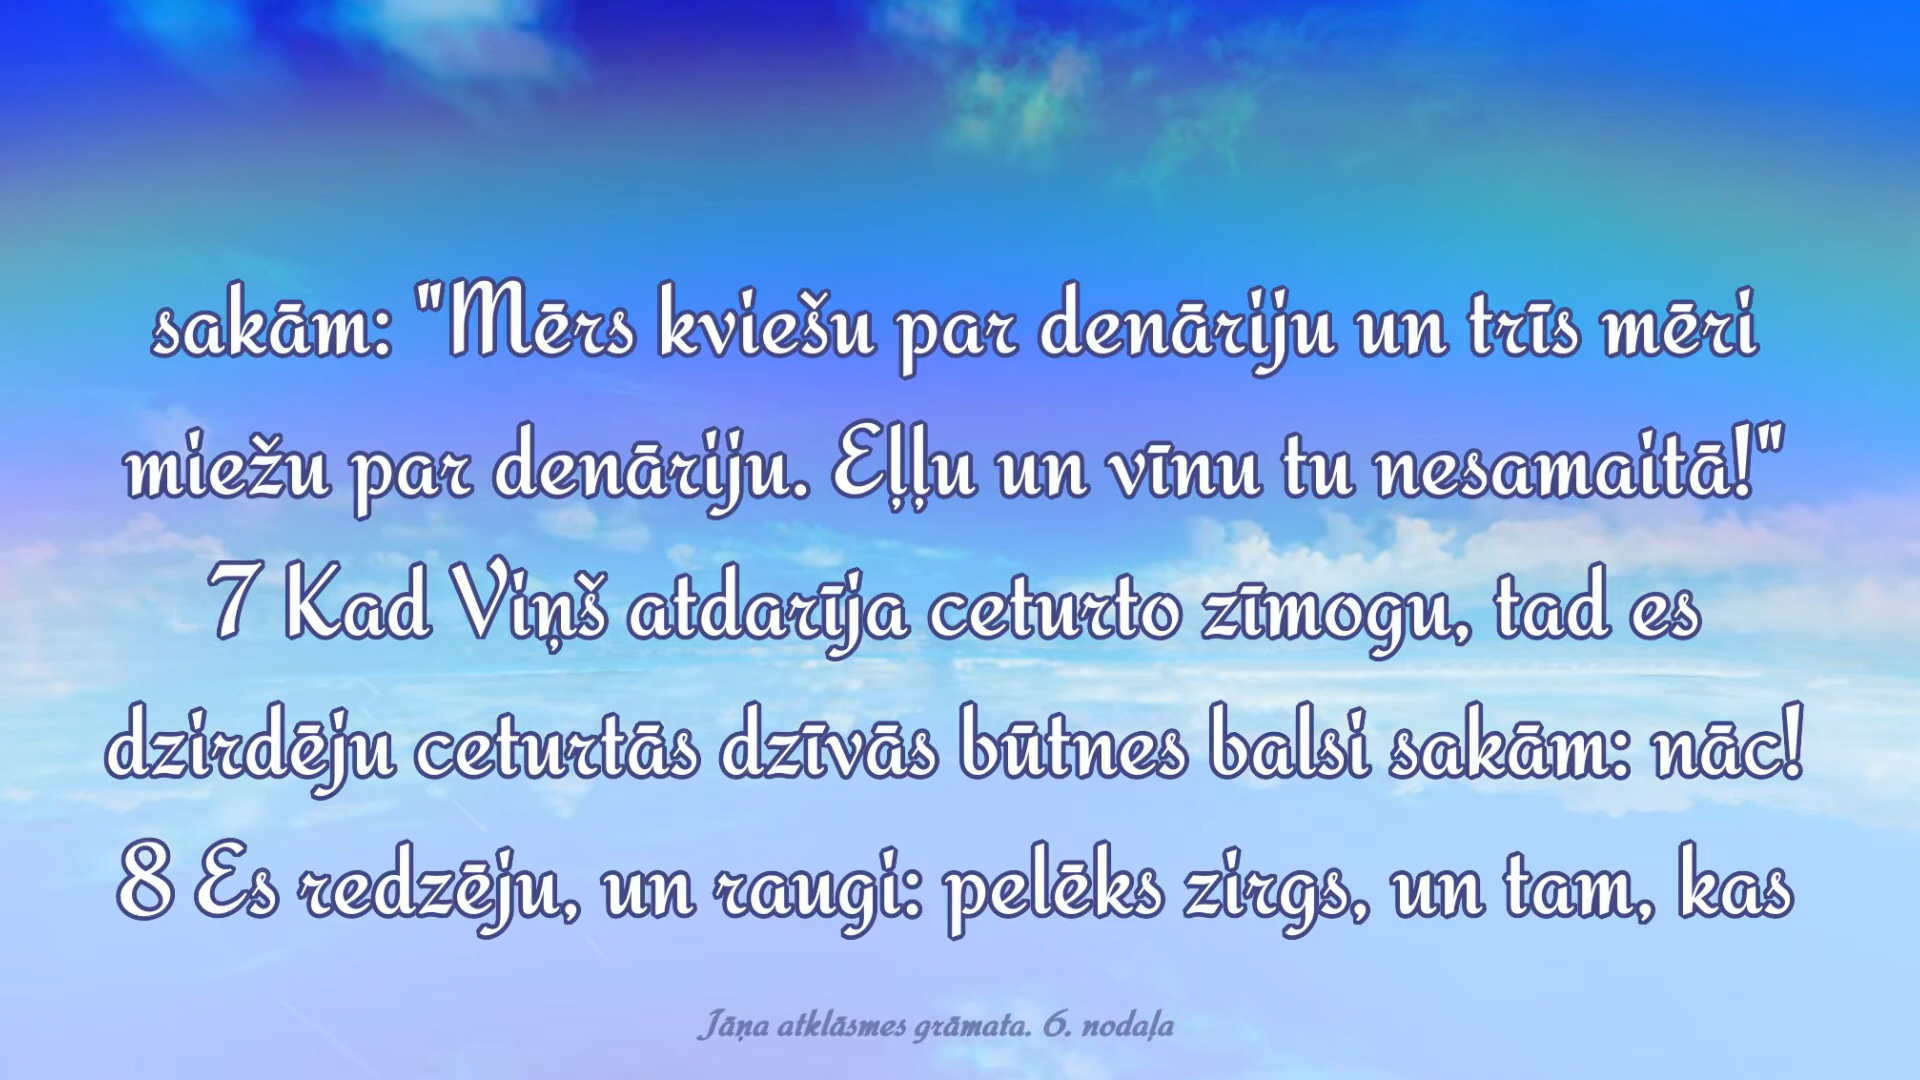 sakām: "Mērs kviešu par denāriju un trīs mēri
miežu par denāriju. Eļļu un vīnu tu nesamaitā!"
7 Kad Viņš atdarīja ceturto zīmogu, tad es
dzirdēju ceturtās dzīvās būtnes balsi sakām: nāc!
8 Es redzēju, un raugi: pelēks zirgs, un tam, kas
Jāņa atklāsmes grāmata. 6. nodaļa